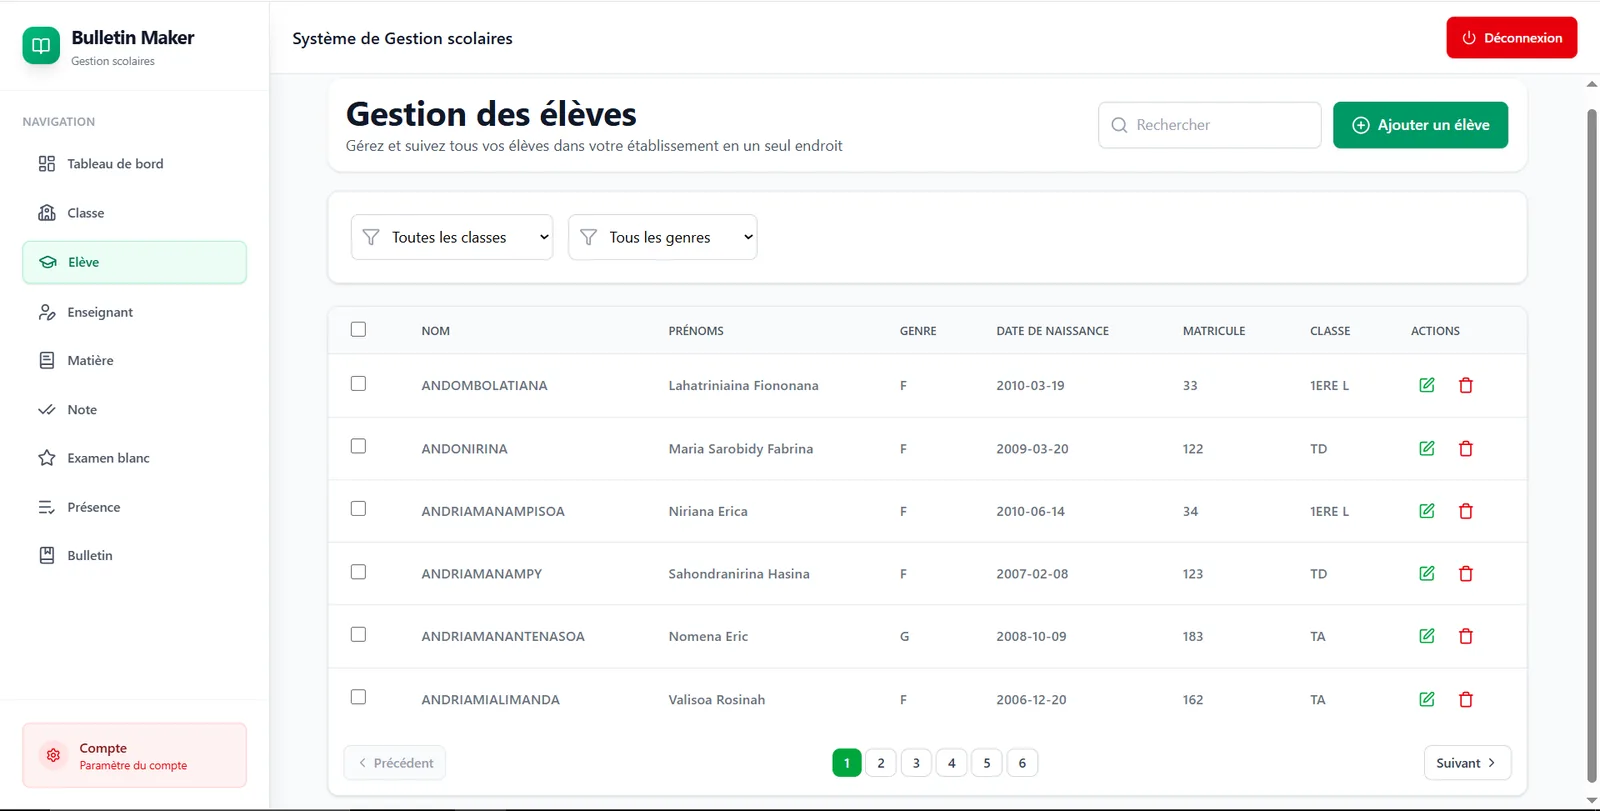 Bulletin Maker
Gestion scolaires
Système de Gestion scolaires
Déconnexion
NAVIGATION
Tableau de bord
Classe
Elève
Enseignant
Matière
Note
Examen blanc
Présence
Bulletin
Compte
Paramètre du compte
Gestion des élèves
Gérez et suivez tous vos élèves dans votre établissement en un seul endroit
Rechercher
Ajouter un élève
Toutes les classes
Tous les genres
NOM PRÉNOMS GENRE DATE DE NAISSANCE MATRICULE CLASSE ACTIONS
ANDOMBOLATIANA Lahatriniaina Fiononana F 2010-03-19 33 1ERE L
ANDONIRINA Maria Sarobidy Fabrina F 2009-03-20 122 TD
ANDRIAMANAMPISOA Niriana Erica F 2010-06-14 34 1ERE L
ANDRIAMANAMPY Sahondranirina Hasina F 2007-02-08 123 TD
ANDRIAMANANTENASOA Nomena Eric G 2008-10-09 183 TA
ANDRIAMIALIMANDA Valisoa Rosinah F 2006-12-20 162 TA
Précédent 1 2 3 4 5 6 Suivant